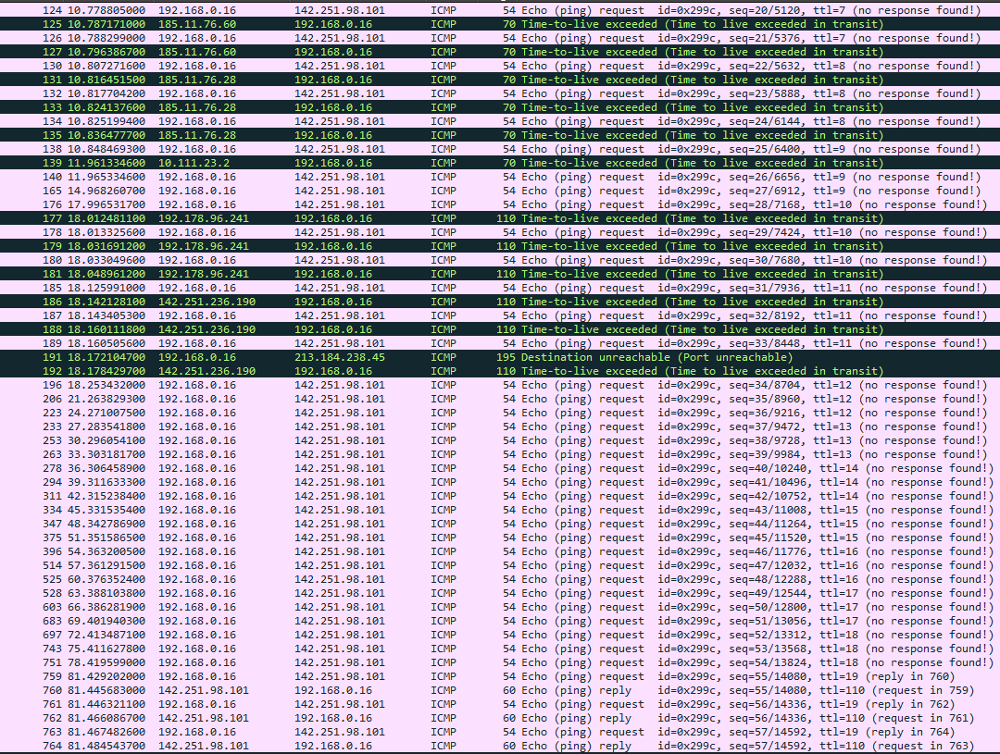 124 10.778805000 192.168.0.16 142.251.98.101 ICMP 54 Echo (ping) request id=0x299c, seq=20/5120, ttl=7 (no response found!)
125 10.787171000 185.11.76.60 192.168.0.16 ICMP 70 Time-to-live exceeded (Time to live exceeded in transit)
126 10.788299000 192.168.0.16 142.251.98.101 ICMP 54 Echo (ping) request id=0x299c, seq=21/5376, ttl=7 (no response found!)
127 10.796386700 185.11.76.60 192.168.0.16 ICMP 70 Time-to-live exceeded (Time to live exceeded in transit)
130 10.807271600 192.168.0.16 142.251.98.101 ICMP 54 Echo (ping) request id=0x299c, seq=22/5632, ttl=8 (no response found!)
131 10.816451500 185.11.76.28 192.168.0.16 ICMP 70 Time-to-live exceeded (Time to live exceeded in transit)
132 10.817704200 192.168.0.16 142.251.98.101 ICMP 54 Echo (ping) request id=0x299c, seq=23/5888, ttl=8 (no response found!)
133 10.824137600 185.11.76.28 192.168.0.16 ICMP 70 Time-to-live exceeded (Time to live exceeded in transit)
134 10.825199400 192.168.0.16 142.251.98.101 ICMP 54 Echo (ping) request id=0x299c, seq=24/6144, ttl=8 (no response found!)
135 10.836477700 185.11.76.28 192.168.0.16 ICMP 70 Time-to-live exceeded (Time to live exceeded in transit)
138 10.848469300 192.168.0.16 142.251.98.101 ICMP 54 Echo (ping) request id=0x299c, seq=25/6400, ttl=9 (no response found!)
139 11.961334600 10.111.23.2 192.168.0.16 ICMP 70 Time-to-live exceeded (Time to live exceeded in transit)
140 11.965334600 192.168.0.16 142.251.98.101 ICMP 54 Echo (ping) request id=0x299c, seq=26/6656, ttl=9 (no response found!)
165 14.968260700 192.168.0.16 142.251.98.101 ICMP 54 Echo (ping) request id=0x299c, seq=27/6912, ttl=9 (no response found!)
176 17.996531700 192.168.0.16 142.251.98.101 ICMP 54 Echo (ping) request id=0x299c, seq=28/7168, ttl=10 (no response found!)
177 18.012481100 192.178.96.241 192.168.0.16 ICMP 110 Time-to-live exceeded (Time to live exceeded in transit)
178 18.013325600 192.168.0.16 142.251.98.101 ICMP 54 Echo (ping) request id=0x299c, seq=29/7424, ttl=10 (no response found!)
179 18.031691200 192.178.96.241 192.168.0.16 ICMP 110 Time-to-live exceeded (Time to live exceeded in transit)
180 18.033049600 192.168.0.16 142.251.98.101 ICMP 54 Echo (ping) request id=0x299c, seq=30/7680, ttl=10 (no response found!)
181 18.048961200 192.178.96.241 192.168.0.16 ICMP 110 Time-to-live exceeded (Time to live exceeded in transit)
185 18.125991000 192.168.0.16 142.251.98.101 ICMP 54 Echo (ping) request id=0x299c, seq=31/7936, ttl=11 (no response found!)
186 18.142128100 142.251.236.190 192.168.0.16 ICMP 110 Time-to-live exceeded (Time to live exceeded in transit)
187 18.143405300 192.168.0.16 142.251.98.101 ICMP 54 Echo (ping) request id=0x299c, seq=32/8192, ttl=11 (no response found!)
188 18.160111800 142.251.236.190 192.168.0.16 ICMP 110 Time-to-live exceeded (Time to live exceeded in transit)
189 18.160505600 192.168.0.16 142.251.98.101 ICMP 54 Echo (ping) request id=0x299c, seq=33/8448, ttl=11 (no response found!)
191 18.172104700 192.168.0.16 213.184.238.45 ICMP 195 Destination unreachable (Port unreachable)
192 18.178429700 142.251.236.190 192.168.0.16 ICMP 110 Time-to-live exceeded (Time to live exceeded in transit)
196 18.253432000 192.168.0.16 142.251.98.101 ICMP 54 Echo (ping) request id=0x299c, seq=34/8704, ttl=12 (no response found!)
206 21.263829300 192.168.0.16 142.251.98.101 ICMP 54 Echo (ping) request id=0x299c, seq=35/8960, ttl=12 (no response found!)
223 24.271007500 192.168.0.16 142.251.98.101 ICMP 54 Echo (ping) request id=0x299c, seq=36/9216, ttl=12 (no response found!)
233 27.283541800 192.168.0.16 142.251.98.101 ICMP 54 Echo (ping) request id=0x299c, seq=37/9472, ttl=13 (no response found!)
253 30.296054100 192.168.0.16 142.251.98.101 ICMP 54 Echo (ping) request id=0x299c, seq=38/9728, ttl=13 (no response found!)
263 33.303181700 192.168.0.16 142.251.98.101 ICMP 54 Echo (ping) request id=0x299c, seq=39/9984, ttl=13 (no response found!)
278 36.306458900 192.168.0.16 142.251.98.101 ICMP 54 Echo (ping) request id=0x299c, seq=40/10240, ttl=14 (no response found!)
294 39.311633300 192.168.0.16 142.251.98.101 ICMP 54 Echo (ping) request id=0x299c, seq=41/10496, ttl=14 (no response found!)
311 42.315238400 192.168.0.16 142.251.98.101 ICMP 54 Echo (ping) request id=0x299c, seq=42/10752, ttl=14 (no response found!)
334 45.331535400 192.168.0.16 142.251.98.101 ICMP 54 Echo (ping) request id=0x299c, seq=43/11008, ttl=15 (no response found!)
347 48.342786900 192.168.0.16 142.251.98.101 ICMP 54 Echo (ping) request id=0x299c, seq=44/11264, ttl=15 (no response found!)
375 51.351586500 192.168.0.16 142.251.98.101 ICMP 54 Echo (ping) request id=0x299c, seq=45/11520, ttl=15 (no response found!)
396 54.363200500 192.168.0.16 142.251.98.101 ICMP 54 Echo (ping) request id=0x299c, seq=46/11776, ttl=16 (no response found!)
514 57.361291500 192.168.0.16 142.251.98.101 ICMP 54 Echo (ping) request id=0x299c, seq=47/12032, ttl=16 (no response found!)
525 60.376352400 192.168.0.16 142.251.98.101 ICMP 54 Echo (ping) request id=0x299c, seq=48/12288, ttl=16 (no response found!)
528 63.388103800 192.168.0.16 142.251.98.101 ICMP 54 Echo (ping) request id=0x299c, seq=49/12544, ttl=17 (no response found!)
603 66.386281900 192.168.0.16 142.251.98.101 ICMP 54 Echo (ping) request id=0x299c, seq=50/12800, ttl=17 (no response found!)
683 69.401940300 192.168.0.16 142.251.98.101 ICMP 54 Echo (ping) request id=0x299c, seq=51/13056, ttl=17 (no response found!)
697 72.413487100 192.168.0.16 142.251.98.101 ICMP 54 Echo (ping) request id=0x299c, seq=52/13312, ttl=18 (no response found!)
743 75.411627800 192.168.0.16 142.251.98.101 ICMP 54 Echo (ping) request id=0x299c, seq=53/13568, ttl=18 (no response found!)
751 78.419599000 192.168.0.16 142.251.98.101 ICMP 54 Echo (ping) request id=0x299c, seq=54/13824, ttl=18 (no response found!)
759 81.429202000 192.168.0.16 142.251.98.101 ICMP 54 Echo (ping) request id=0x299c, seq=55/14080, ttl=19 (reply in 760)
760 81.445683000 142.251.98.101 192.168.0.16 ICMP 60 Echo (ping) reply id=0x299c, seq=55/14080, ttl=110 (request in 759)
761 81.446321100 192.168.0.16 142.251.98.101 ICMP 54 Echo (ping) request id=0x299c, seq=56/14336, ttl=19 (reply in 762)
762 81.466086700 142.251.98.101 192.168.0.16 ICMP 60 Echo (ping) reply id=0x299c, seq=56/14336, ttl=110 (request in 761)
763 81.467482600 192.168.0.16 142.251.98.101 ICMP 54 Echo (ping) request id=0x299c, seq=57/14592, ttl=19 (reply in 764)
764 81.484543700 142.251.98.101 192.168.0.16 ICMP 60 Echo (ping) reply id=0x299c, seq=57/14592, ttl=110 (request in 763)